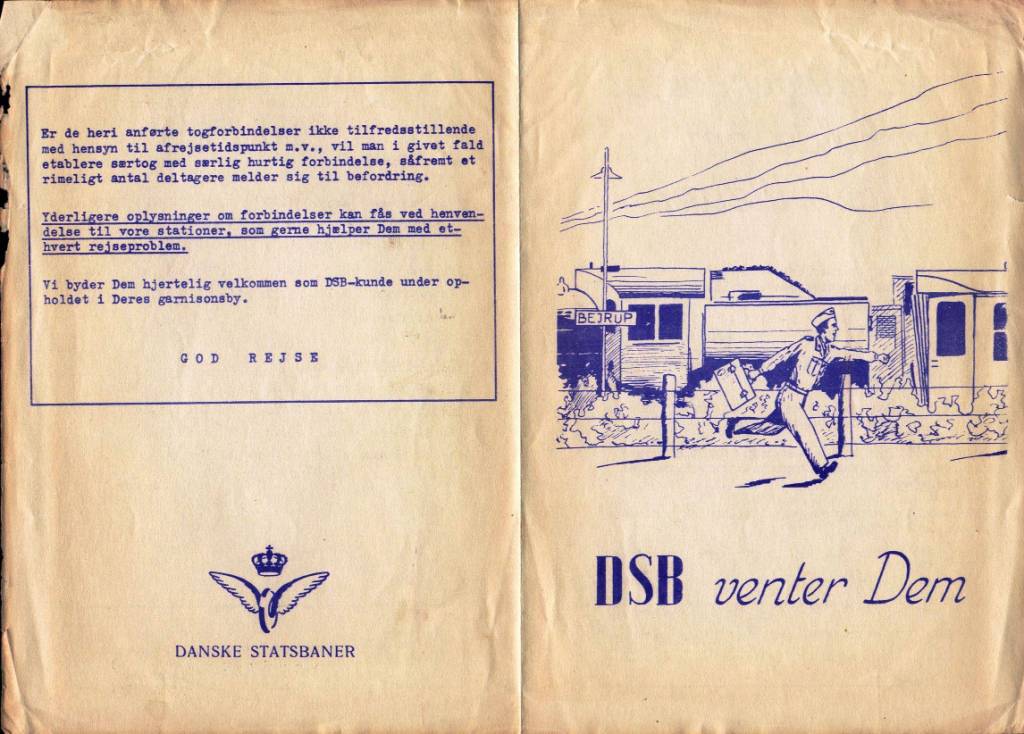 Er de heri anførte togforbindelser ikke tilfredsstillende
med hensyn til afrejsetidspunkt m.v., vil man i givet fald
etablere særtog med særlig hurtig forbindelse, såfremt et
rimeligt antal deltagere melder sig til befordring.
Yderligere oplysninger om forbindelser kan fås ved henven-
delse til vore stationer, som gerne hjælper Dem med et-
hvert rejseproblem.
Vi byder Dem hjertelig velkommen som DSB-kunde under op-
holdet i Deres garnisonsby.
GOD REJSE
DANSKE STATSBANER
BEJRUP
DSB venter Dem